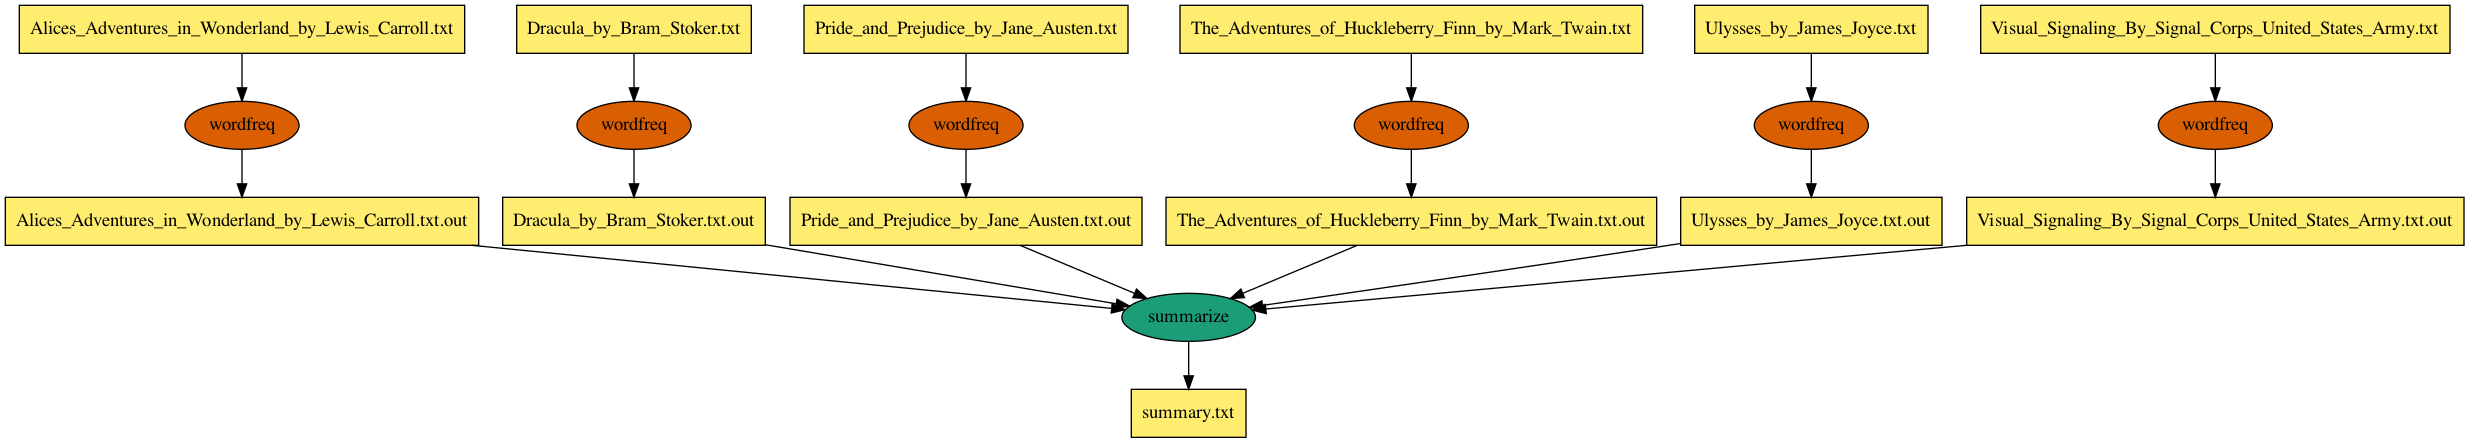 Alices_Adventures_in_Wonderland_by_Lewis_Carroll.txt
Dracula_by_Bram_Stoker.txt
Pride_and_Prejudice_by_Jane_Austen.txt
The_Adventures_of_Huckleberry_Finn_by_Mark_Twain.txt
Ulysses_by_James_Joyce.txt
Visual_Signaling_By_Signal_Corps_United_States_Army.txt
wordfreq
wordfreq
wordfreq
wordfreq
wordfreq
wordfreq
Alices_Adventures_in_Wonderland_by_Lewis_Carroll.txt.out
Dracula_by_Bram_Stoker.txt.out
Pride_and_Prejudice_by_Jane_Austen.txt.out
The_Adventures_of_Huckleberry_Finn_by_Mark_Twain.txt.out
Ulysses_by_James_Joyce.txt.out
Visual_Signaling_By_Signal_Corps_United_States_Army.txt.out
summarize
summary.txt